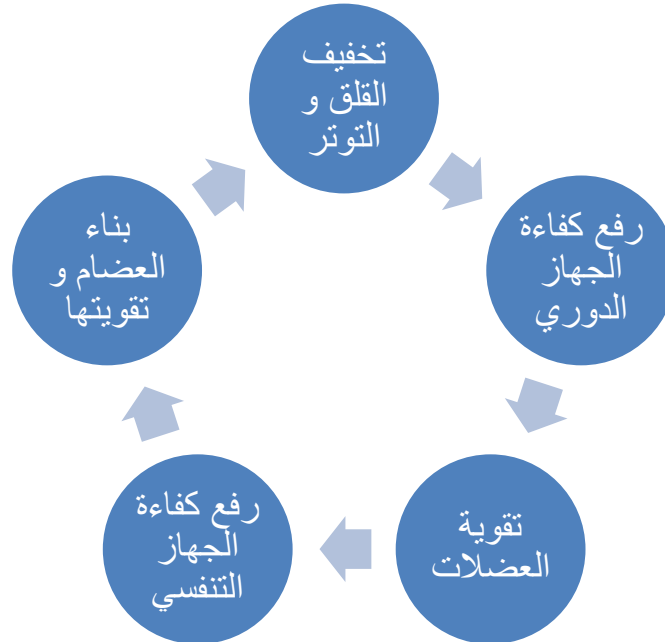 تخفيف
القلق و
التوتر
رفع كفاءة
الجهاز
الدوري
تقوية
العضلات
رفع كفاءة
الجهاز
التنفسي
بناء
العضام و
تقويتها